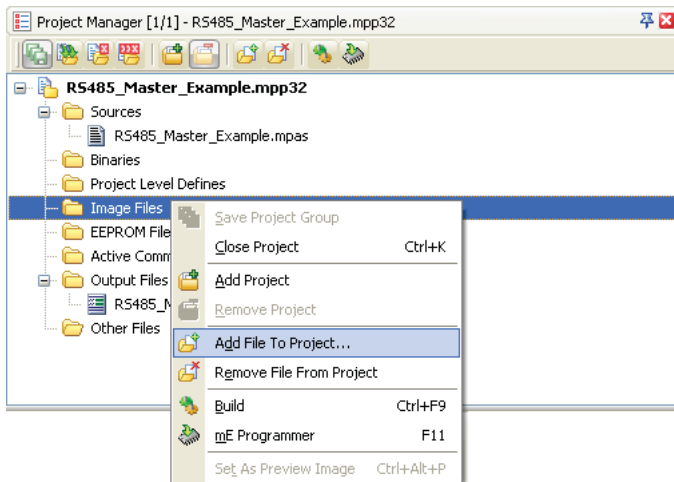 Project Manager [1/1] - RS485_Master_Example.mpp32
RS485_Master_Example.mpp32
Sources
RS485_Master_Example.mpas
Binaries
Project Level Defines
Image Files
EEPROM File
Active Comm
Output Files
RS485_M
Other Files
Save Project Group
Close Project Ctrl+K
Add Project
Remove Project
Add File To Project...
Remove File From Project
Build Ctrl+F9
mE Programmer F11
Set As Preview Image Ctrl+Alt+P